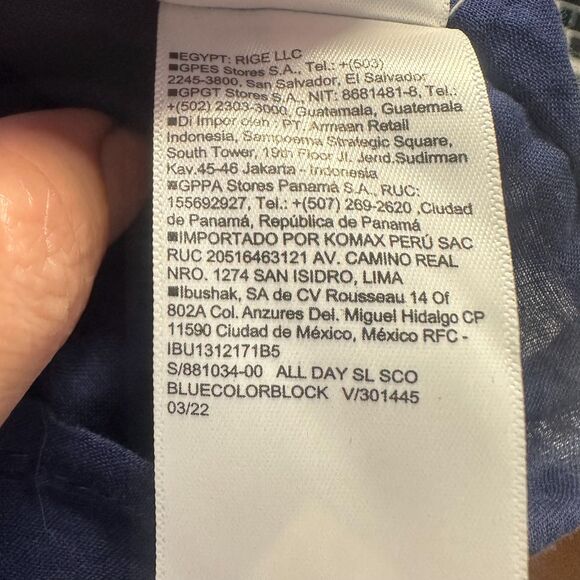 ■EGYPT: RIGE LLC
■GPES Stores S.A., Tel.: +(503)
2245-3800, San Salvador, El Salvador
■GPGT Stores S.A., NIT: 8681481-8, Tel.:
+(502) 2303-3000, Guatemala, Guatemala
■Di Impor oleh : PT. Armaan Retail
Indonesia, Sampoerna Strategic Square,
South Tower, 19th Floor Jl. Jend.Sudirman
Kav.45-46 Jakarta - Indonesia
■GPPA Stores Panamá S.A., RUC:
155692927, Tel.: +(507) 269-2620 ,Ciudad
de Panamá, República de Panamá
■IMPORTADO POR KOMAX PERÚ SAC
RUC 20516463121 AV. CAMINO REAL
NRO. 1274 SAN ISIDRO, LIMA
■Ibushak, SA de CV Rousseau 14 Of
802A Col. Anzures Del. Miguel Hidalgo CP
11590 Ciudad de México, México RFC -
IBU1312171B5
S/881034-00 ALL DAY SL SCO
BLUECOLORBLOCK V/301445
03/22